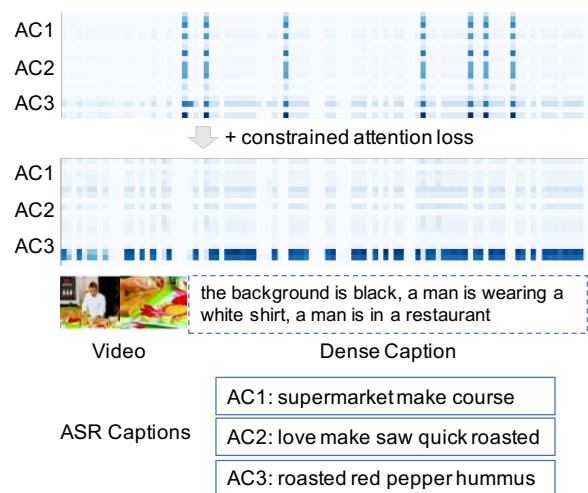 AC1
AC2
AC3
+ constrained attention loss
AC1
AC2
AC3
the background is black, a man is wearing a
white shirt, a man is in a restaurant
Video
Dense Caption
ASR Captions
AC1: supermarket make course
AC2: love make saw quick roasted
AC3: roasted red pepper hummus